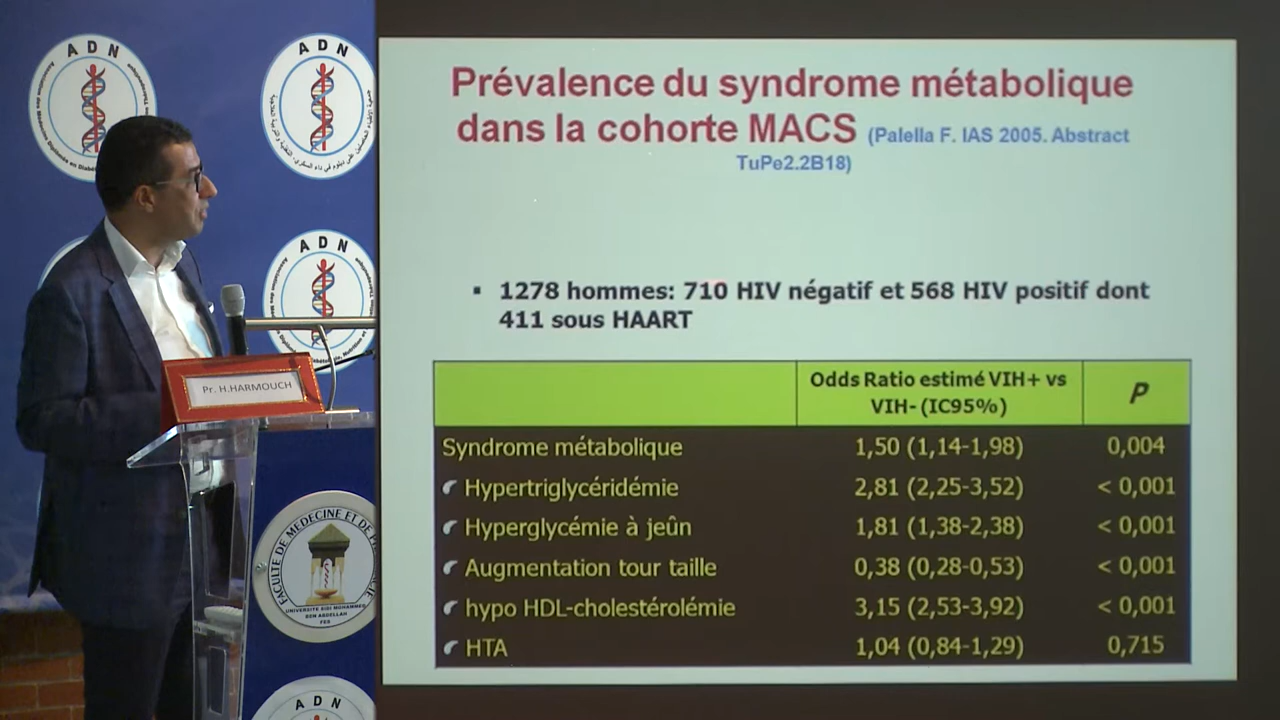 ADN
ADN
ADN
Pr. H.HARMOUCH
FACULTE DE MEDECINE ET DE
UNIVERSITE SIDI MOHAMMED
BEN ABDELLAH
FES
ADN
Prévalence du syndrome métabolique
dans la cohorte MACS (Palella F. IAS 2005. Abstract
TuPe2.2B18)
▪ 1278 hommes: 710 HIV négatif et 568 HIV positif dont
411 sous HAART
Odds Ratio estimé VIH+ vs
VIH- (IC95%)
P
Syndrome métabolique 1,50 (1,14-1,98) 0,004
Hypertriglycéridémie 2,81 (2,25-3,52) < 0,001
Hyperglycémie à jeûn 1,81 (1,38-2,38) < 0,001
Augmentation tour taille 0,38 (0,28-0,53) < 0,001
hypo HDL-cholestérolémie 3,15 (2,53-3,92) < 0,001
HTA 1,04 (0,84-1,29) 0,715